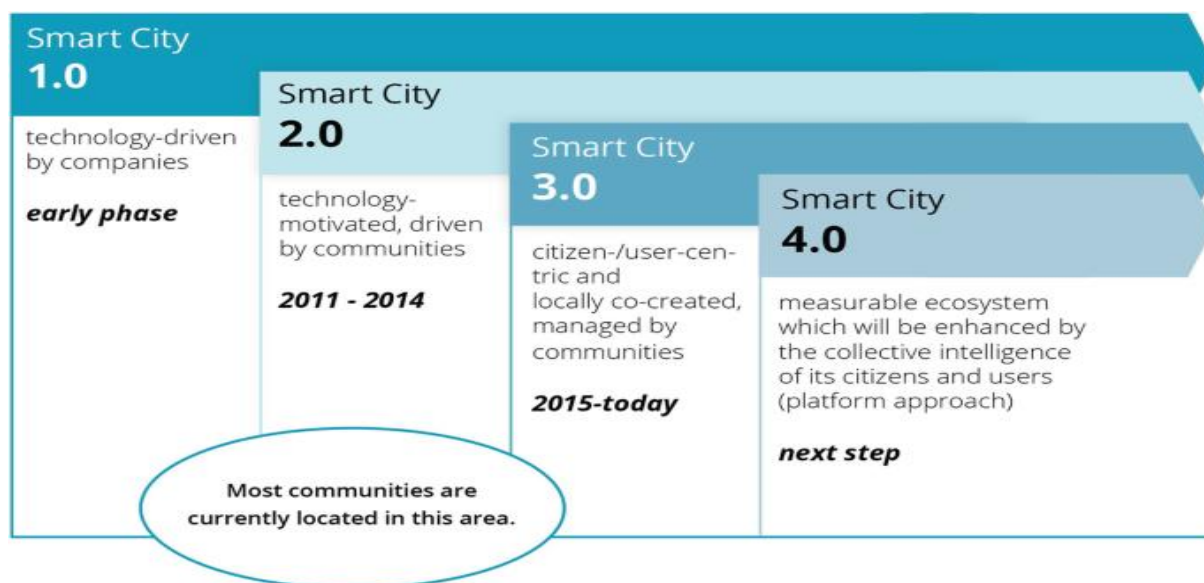 Smart City
1.0
technology-driven
by companies
early phase
Smart City
2.0
technology-
motivated, driven
by communities
2011 - 2014
Smart City
3.0
citizen-/user-cen-
tric and
locally co-created,
managed by
communities
2015-today
Smart City
4.0
measurable ecosystem
which will be enhanced by
the collective intelligence
of its citizens and users
(platform approach)
next step
Most communities are
currently located in this area.